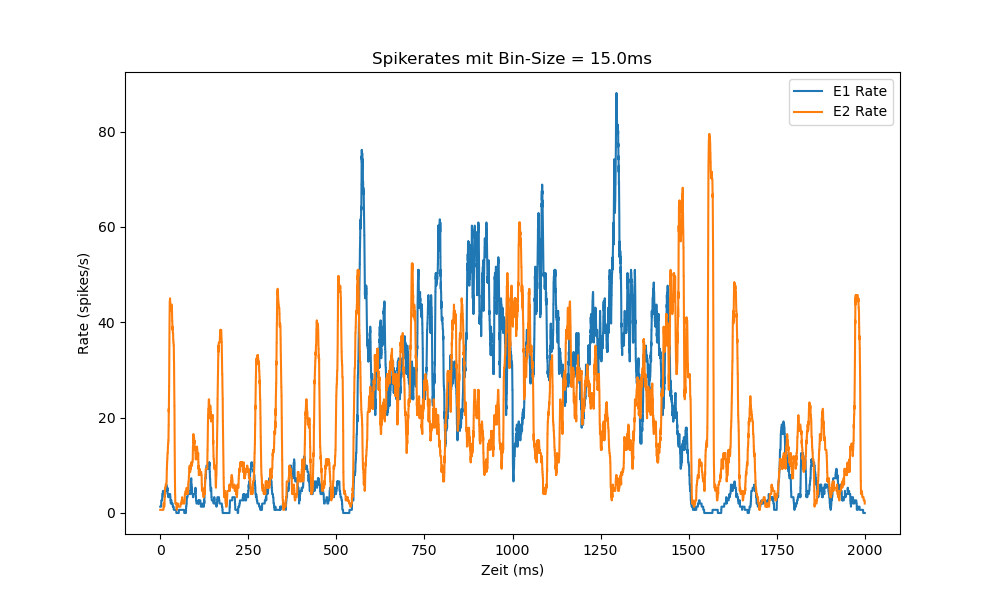 Spikerates mit Bin-Size = 15.0ms
E1 Rate
E2 Rate
80
60
40
20
0
Rate (spikes/s)
0 250 500 750 1000 1250 1500 1750 2000
Zeit (ms)